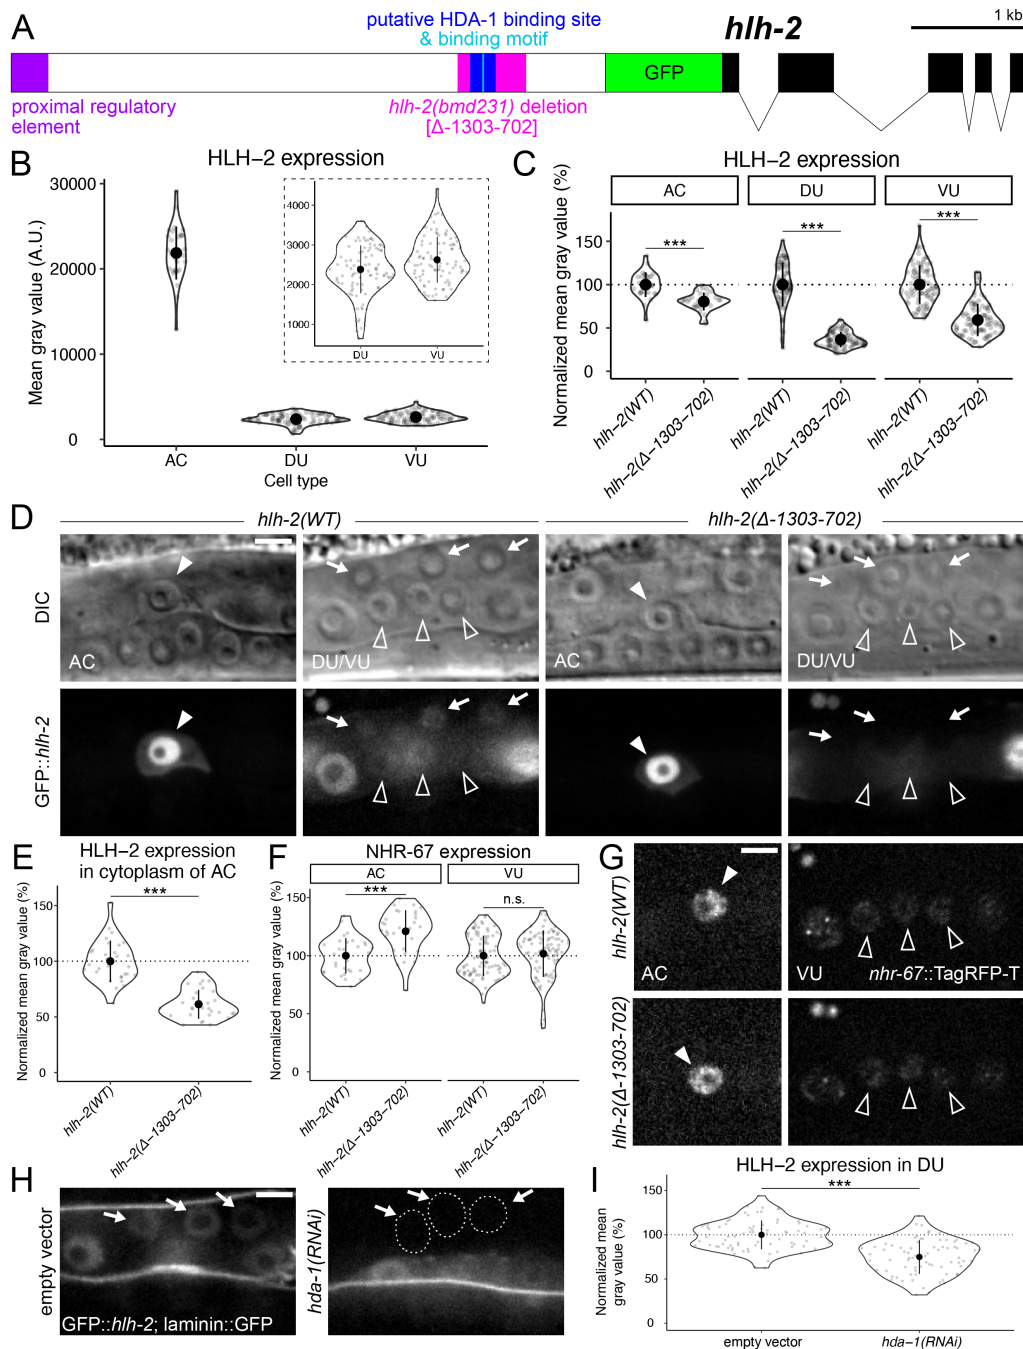 A
putative HDA-1 binding site
& binding motif
hlh-2
1 kb
GFP
proximal regulatory
element
hlh-2(bmd231) deletion
[Δ-1303-702]
B
HLH−2 expression
Mean gray value (A.U.)
30000
20000
10000
0
4000
3000
2000
1000
DU
VU
AC
DU
VU
Cell type
C
HLH−2 expression
Normalized mean gray value (%)
AC
DU
VU
***
***
***
150
100
50
0
hlh−2(WT)
hlh−2(Δ−1303−702)
hlh−2(WT)
hlh−2(Δ−1303−702)
hlh−2(WT)
hlh−2(Δ−1303−702)
D
hlh-2(WT)
hlh-2(Δ-1303-702)
DIC
AC
DU/VU
AC
DU/VU
GFP::hlh-2
E
HLH−2 expression
in cytoplasm of AC
Normalized mean gray value (%)
***
150
100
50
0
hlh−2(WT)
hlh−2(Δ−1303−702)
F
NHR−67 expression
Normalized mean gray value (%)
AC
VU
***
n.s.
150
100
50
0
hlh−2(WT)
hlh−2(Δ−1303−702)
hlh−2(WT)
hlh−2(Δ−1303−702)
G
hlh-2(WT)
AC
VU
nhr-67::TagRFP-T
hlh-2(Δ-1303-702)
H
empty vector
GFP::hlh-2; laminin::GFP
hda-1(RNAi)
I
HLH−2 expression in DU
Normalized mean
gray value (%)
***
150
100
50
0
empty vector
hda−1(RNAi)